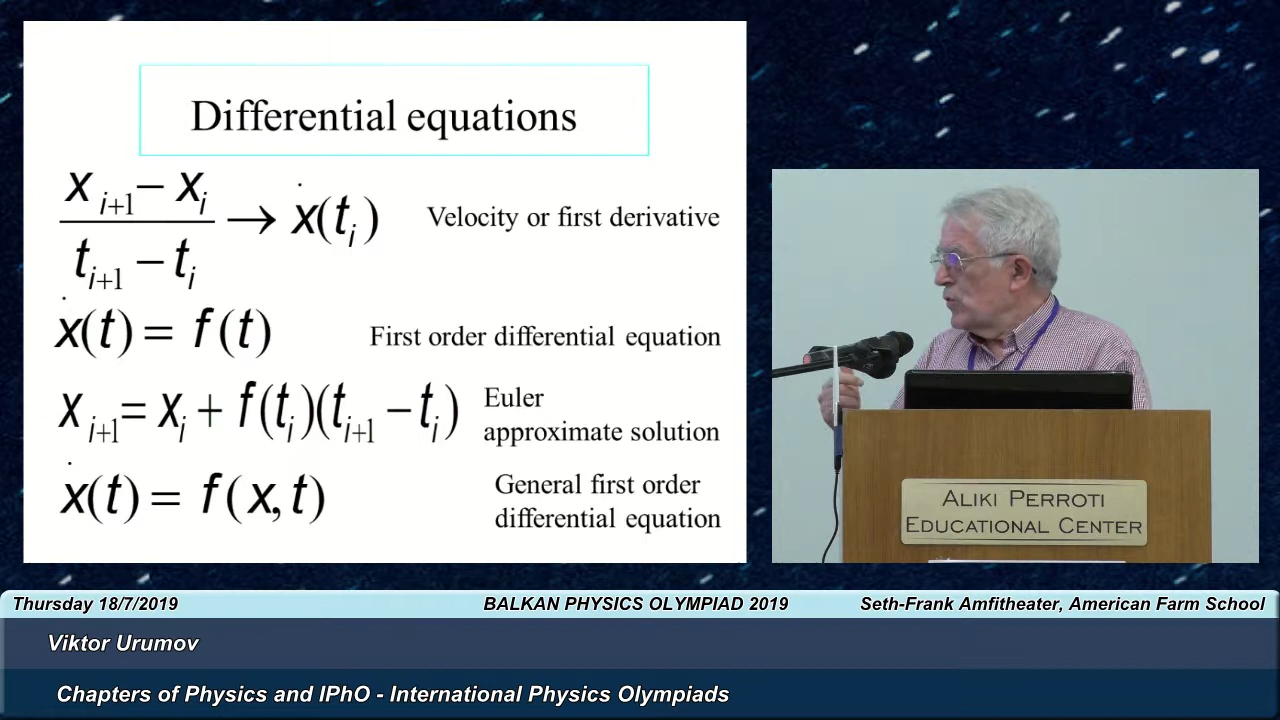 Differential equations
x_{i+1} − x_i / t_{i+1} − t_i → ẋ(t_i) Velocity or first derivative
ẋ(t) = f(t) First order differential equation
x_{i+1} = x_i + f(t_i)(t_{i+1} − t_i) Euler
approximate solution
ẋ(t) = f(x, t) General first order
differential equation
ALIKI PERROTI
EDUCATIONAL CENTER
Thursday 18/7/2019 BALKAN PHYSICS OLYMPIAD 2019 Seth-Frank Amfitheater, American Farm School
Viktor Urumov
Chapters of Physics and IPhO - International Physics Olympiads